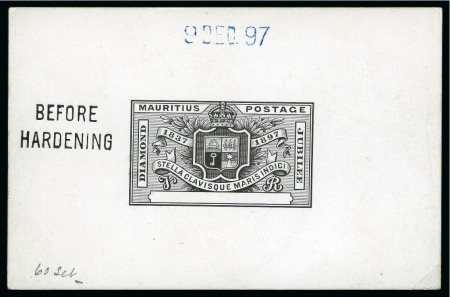 9 DEC. 97
BEFORE
HARDENING
MAURITIUS POSTAGE
DIAMOND
1837 1897
JUBILEE
STELLA CLAVISQUE MARIS INDICI
V R
60 Set